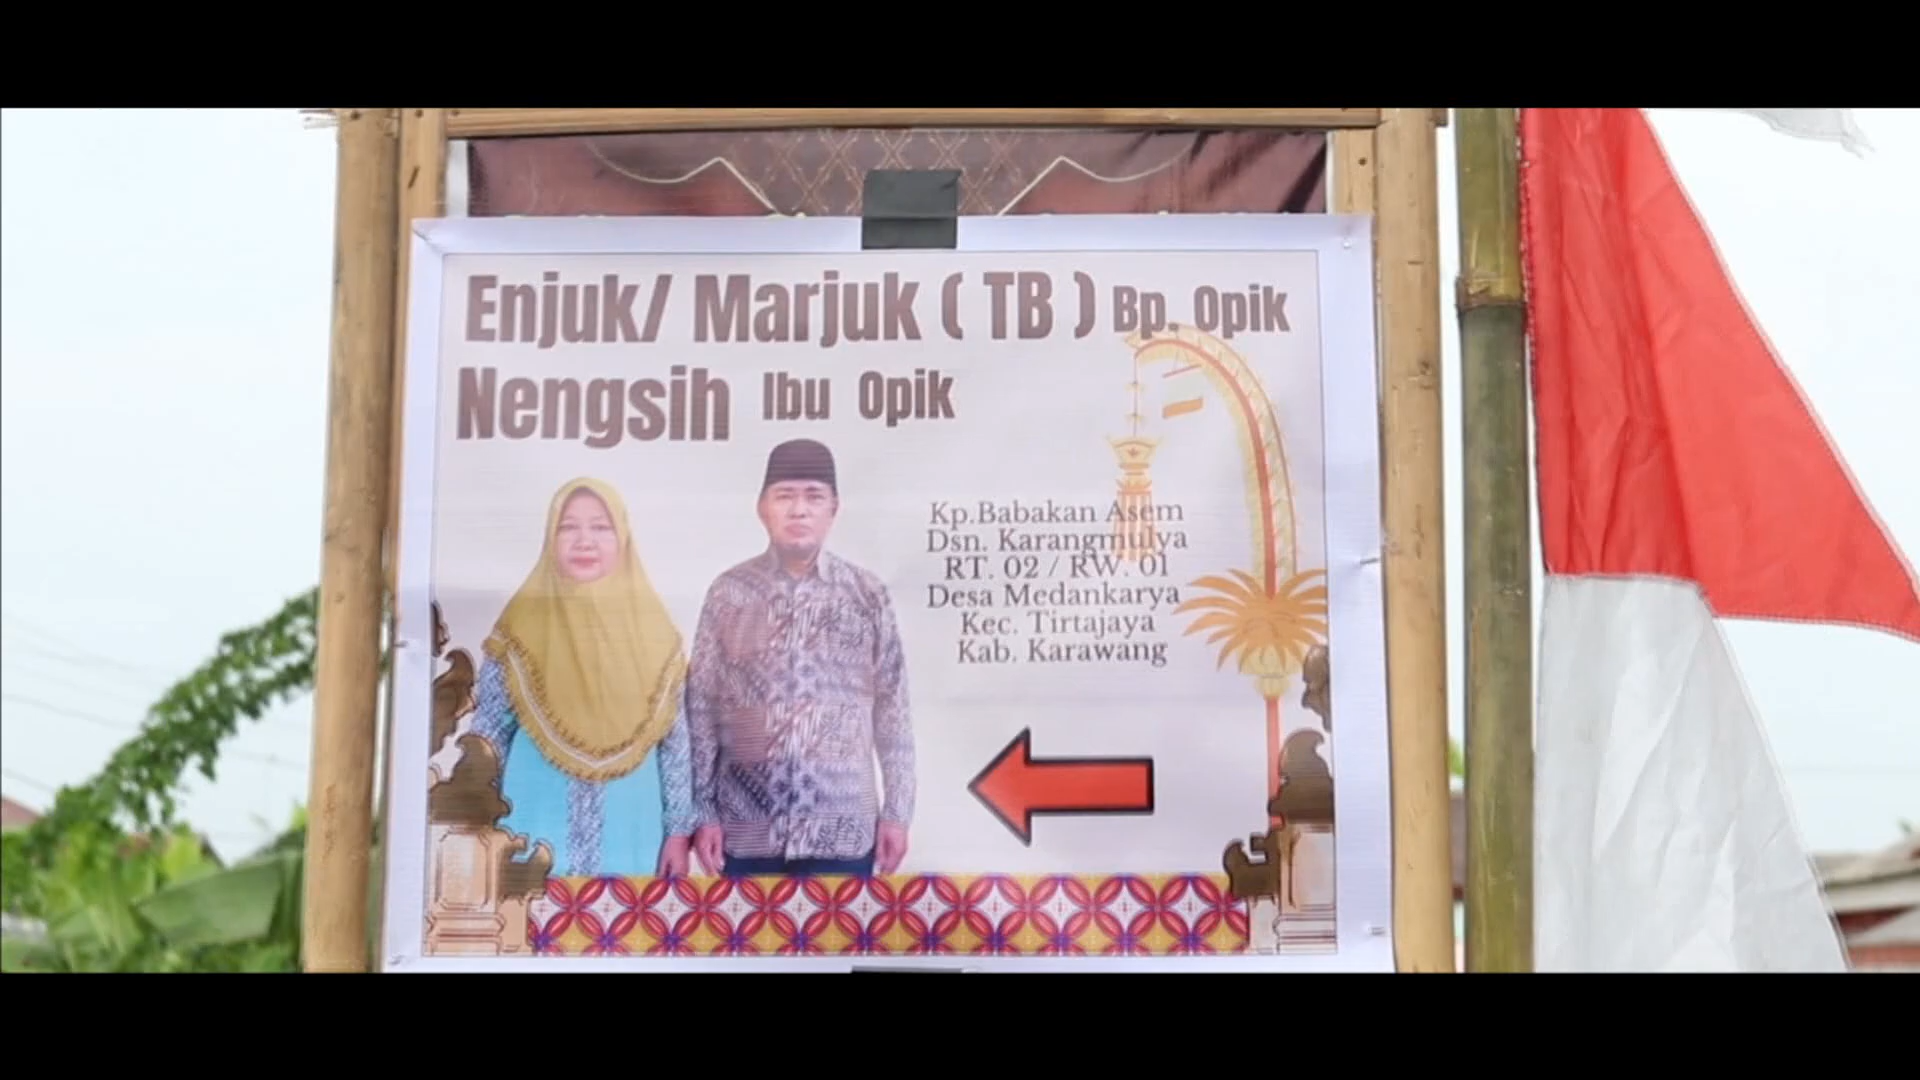 Enjuk/ Marjuk ( TB ) Bp. Opik
Nengsih Ibu Opik
Kp.Babakan Asem
Dsn. Karangmulya
RT. 02 / RW. 01
Desa Medankarya
Kec. Tirtajaya
Kab. Karawang